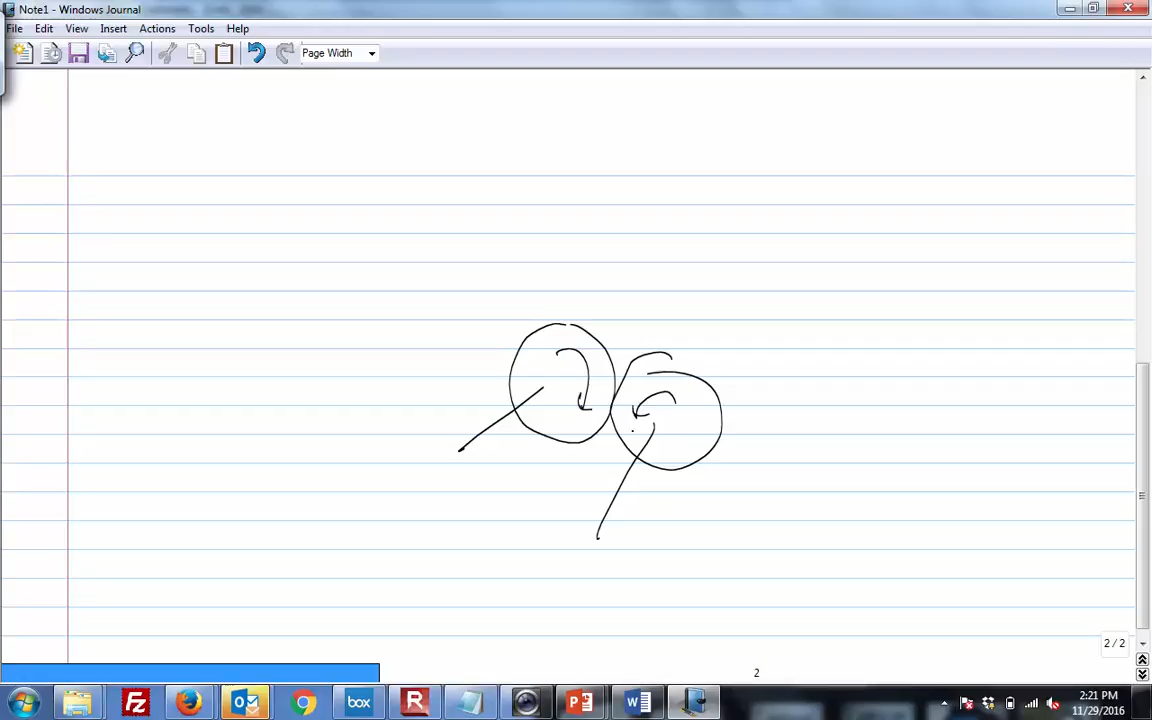 Note1 - Windows Journal
File Edit View Insert Actions Tools Help
Page Width
2 / 2
2
box
R
2:21 PM
11/29/2016